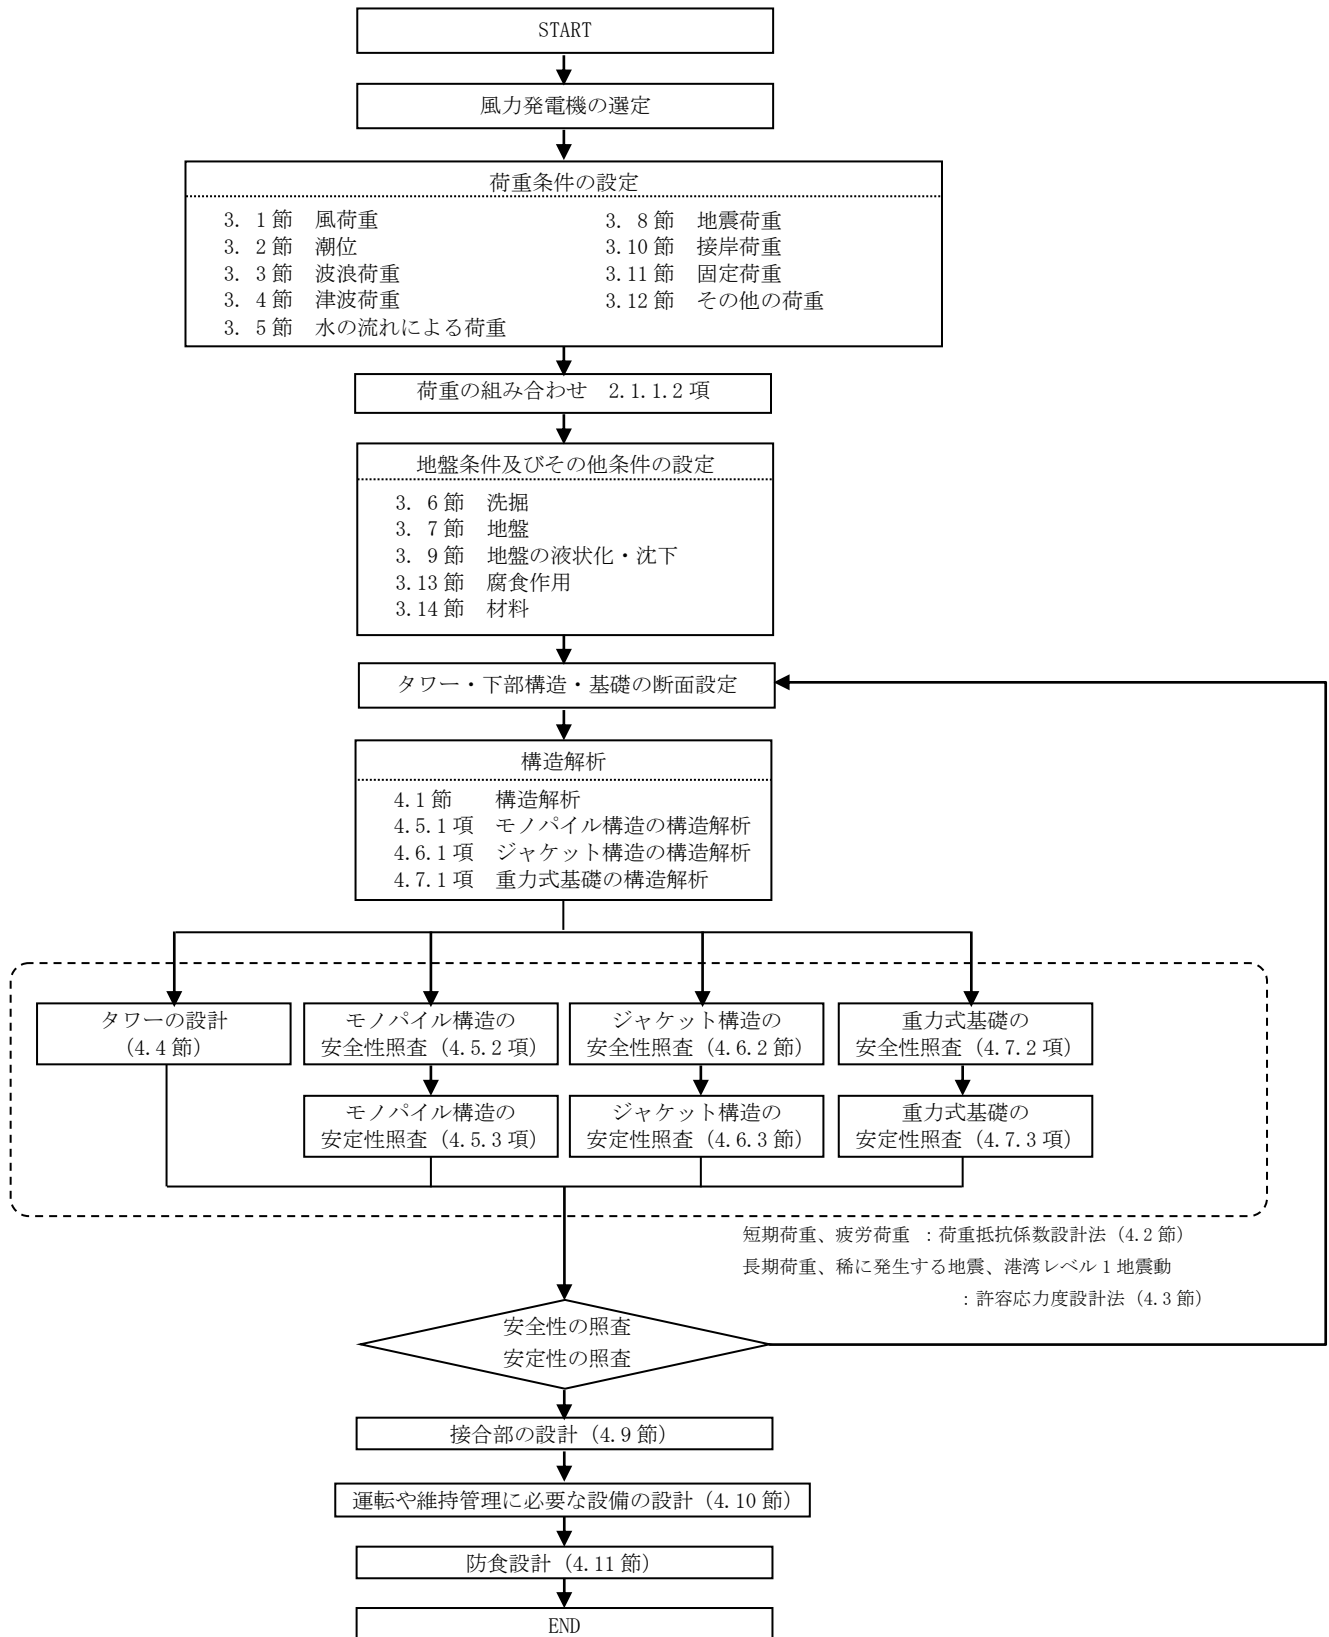 START
風力発電機の選定
荷重条件の設定
3. 1節 風荷重
3. 2節 潮位
3. 3節 波浪荷重
3. 4節 津波荷重
3. 5節 水の流れによる荷重
3. 8節 地震荷重
3.10節 接岸荷重
3.11節 固定荷重
3.12節 その他の荷重
荷重の組み合わせ 2.1.1.2項
地盤条件及びその他条件の設定
3. 6節 洗掘
3. 7節 地盤
3. 9節 地盤の液状化・沈下
3.13節 腐食作用
3.14節 材料
タワー・下部構造・基礎の断面設定
構造解析
4.1節 構造解析
4.5.1項 モノパイル構造の構造解析
4.6.1項 ジャケット構造の構造解析
4.7.1項 重力式基礎の構造解析
タワーの設計
(4.4節)
モノパイル構造の
安全性照査(4.5.2項)
ジャケット構造の
安全性照査(4.6.2節)
重力式基礎の
安全性照査(4.7.2項)
モノパイル構造の
安定性照査(4.5.3項)
ジャケット構造の
安定性照査(4.6.3節)
重力式基礎の
安定性照査(4.7.3項)
短期荷重、疲労荷重 :荷重抵抗係数設計法(4.2節)
長期荷重、稀に発生する地震、港湾レベル1地震動
:許容応力度設計法(4.3節)
安全性の照査
安定性の照査
接合部の設計(4.9節)
運転や維持管理に必要な設備の設計(4.10節)
防食設計(4.11節)
END